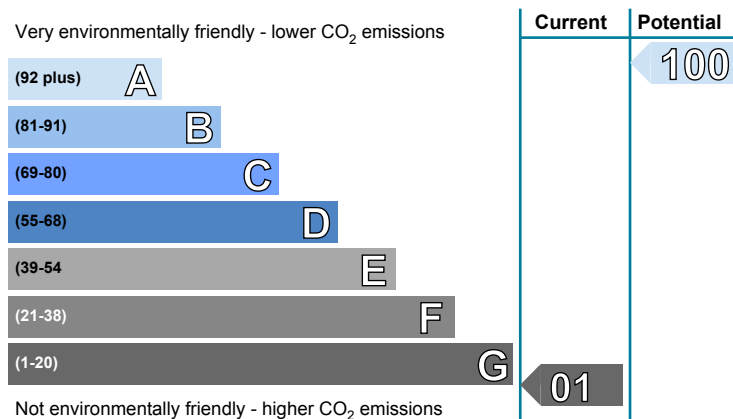 Current Potential
Very environmentally friendly - lower CO₂ emissions
100
(92 plus) A
(81-91) B
(69-80) C
(55-68) D
(39-54 E
(21-38) F
(1-20) G
01
Not environmentally friendly - higher CO₂ emissions